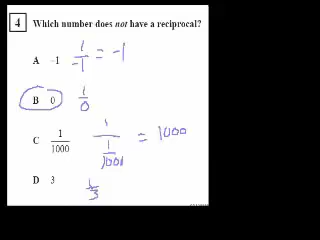 4 Which number does not have a reciprocal?
A -1 1/-1 = -1
B 0 1/0
C 1/1000 1/(1/1000) = 1000
D 3 1/3